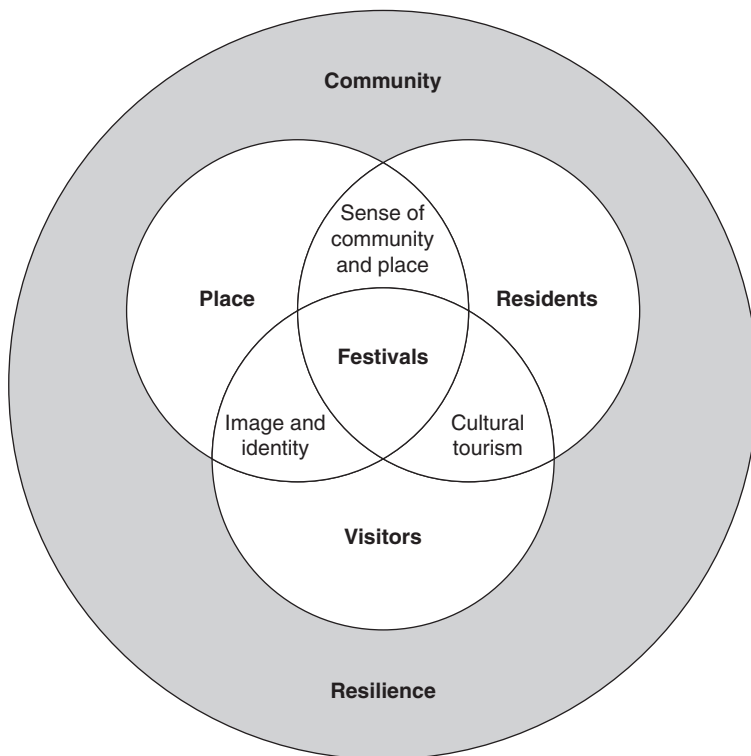 Community
Sense of
community
and place
Place
Residents
Festivals
Image and
identity
Cultural
tourism
Visitors
Resilience